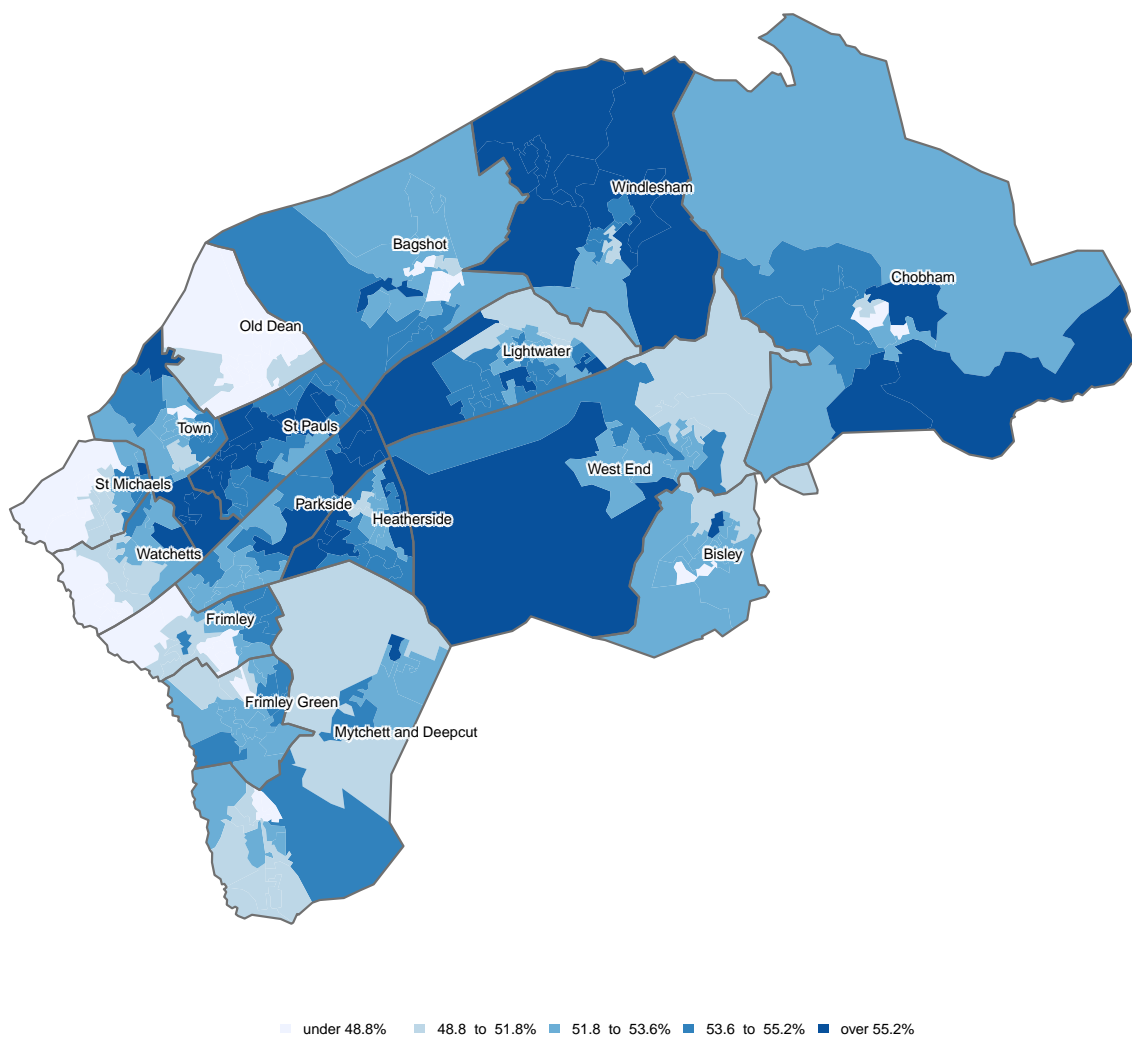 Windlesham
Bagshot
Chobham
Old Dean
Lightwater
St Pauls
Town
West End
St Michaels
Parkside
Heatherside
Watchetts
Bisley
Frimley
Frimley Green
Mytchett and Deepcut
under 48.8%
48.8 to 51.8%
51.8 to 53.6%
53.6 to 55.2%
over 55.2%